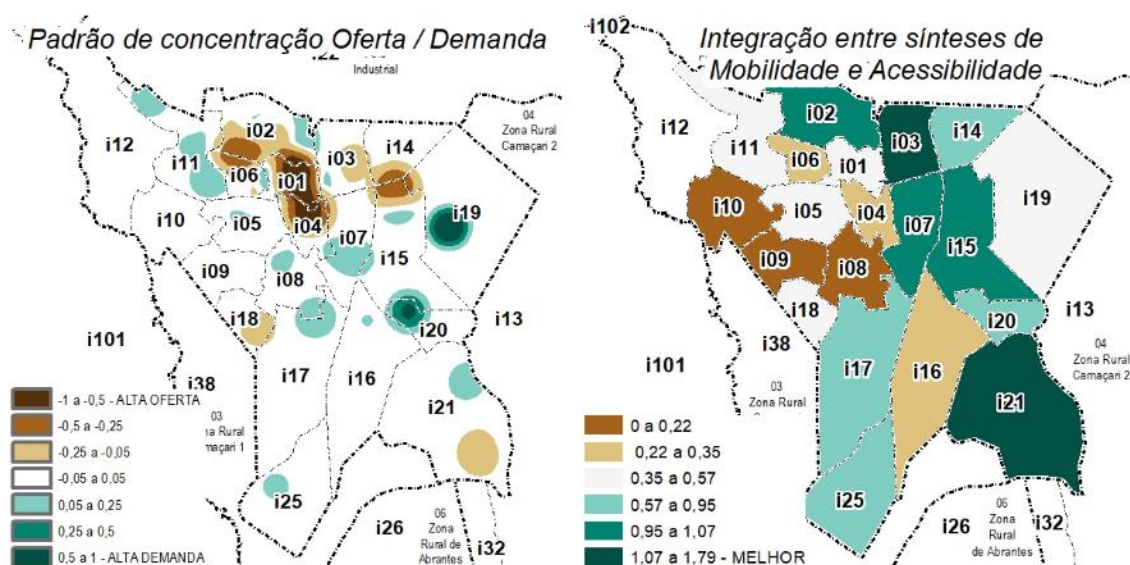 Padrão de concentração Oferta / Demanda
Industrial
i12
i02
i11
i06
i01
i03
i14
04
Zona Rural
Camaçari 2
i10
i05
i04
i07
i19
i09
i08
i15
i18
i20
i13
i101
i38
i17
i16
i21
03
na Rural
maçari 1
i25
i26
06
Zona
Rural de
Abrantes
i32
-1 a -0,5 - ALTA OFERTA
-0,5 a -0,25
-0,25 a -0,05
-0,05 a 0,05
0,05 a 0,25
0,25 a 0,5
0,5 a 1 - ALTA DEMANDA
Integração entre sínteses de
Mobilidade e Acessibilidade
i102
i12
i02
i03
i14
i11
i06
i01
i10
i05
i04
i07
i19
i09
i08
i15
i18
i20
i13
i101
i38
04
Zona Rural
Camaçari 2
03
Zona Rural
i17
i16
i21
i25
i26
06
Zona
Rural
de Abrantes
i32
0 a 0,22
0,22 a 0,35
0.35 a 0.57
0.57 a 0,95
0,95 a 1,07
1,07 a 1,79 - MELHOR